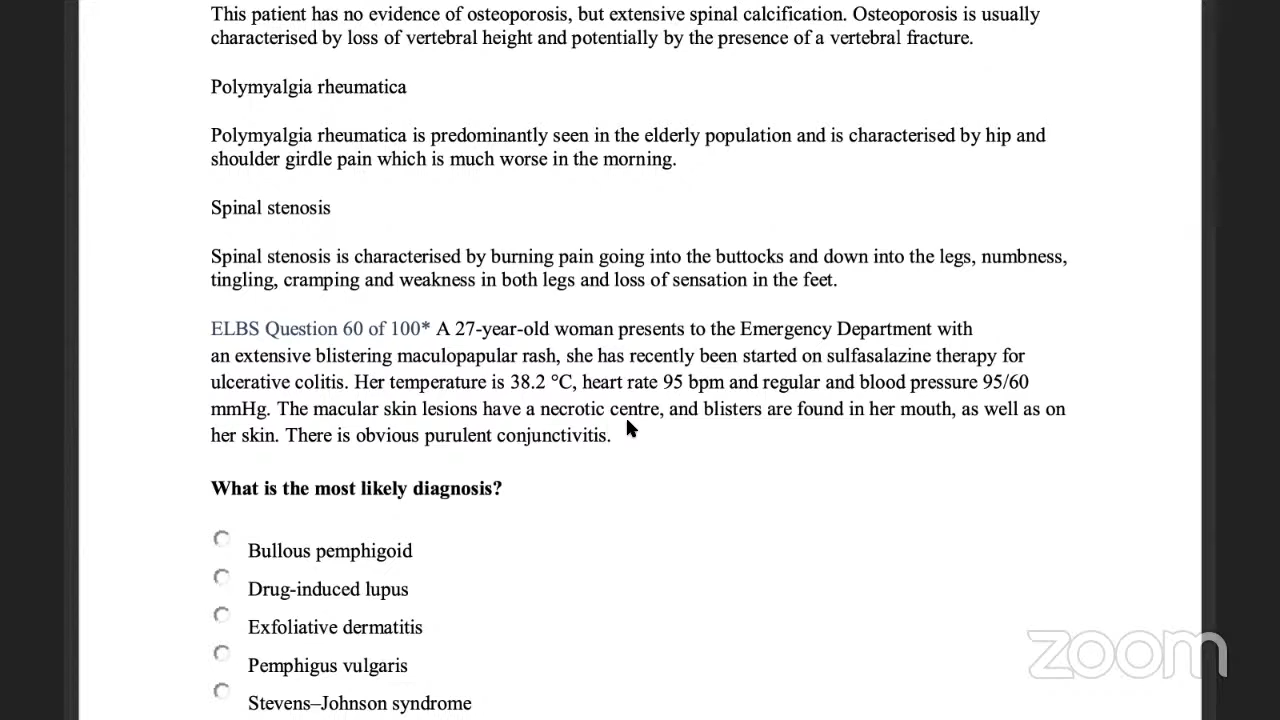 This patient has no evidence of osteoporosis, but extensive spinal calcification. Osteoporosis is usually
characterised by loss of vertebral height and potentially by the presence of a vertebral fracture.
Polymyalgia rheumatica
Polymyalgia rheumatica is predominantly seen in the elderly population and is characterised by hip and
shoulder girdle pain which is much worse in the morning.
Spinal stenosis
Spinal stenosis is characterised by burning pain going into the buttocks and down into the legs, numbness,
tingling, cramping and weakness in both legs and loss of sensation in the feet.
ELBS Question 60 of 100* A 27-year-old woman presents to the Emergency Department with
an extensive blistering maculopapular rash, she has recently been started on sulfasalazine therapy for
ulcerative colitis. Her temperature is 38.2 °C, heart rate 95 bpm and regular and blood pressure 95/60
mmHg. The macular skin lesions have a necrotic centre, and blisters are found in her mouth, as well as on
her skin. There is obvious purulent conjunctivitis.
What is the most likely diagnosis?
Bullous pemphigoid
Drug-induced lupus
Exfoliative dermatitis
Pemphigus vulgaris
Stevens–Johnson syndrome
zoom